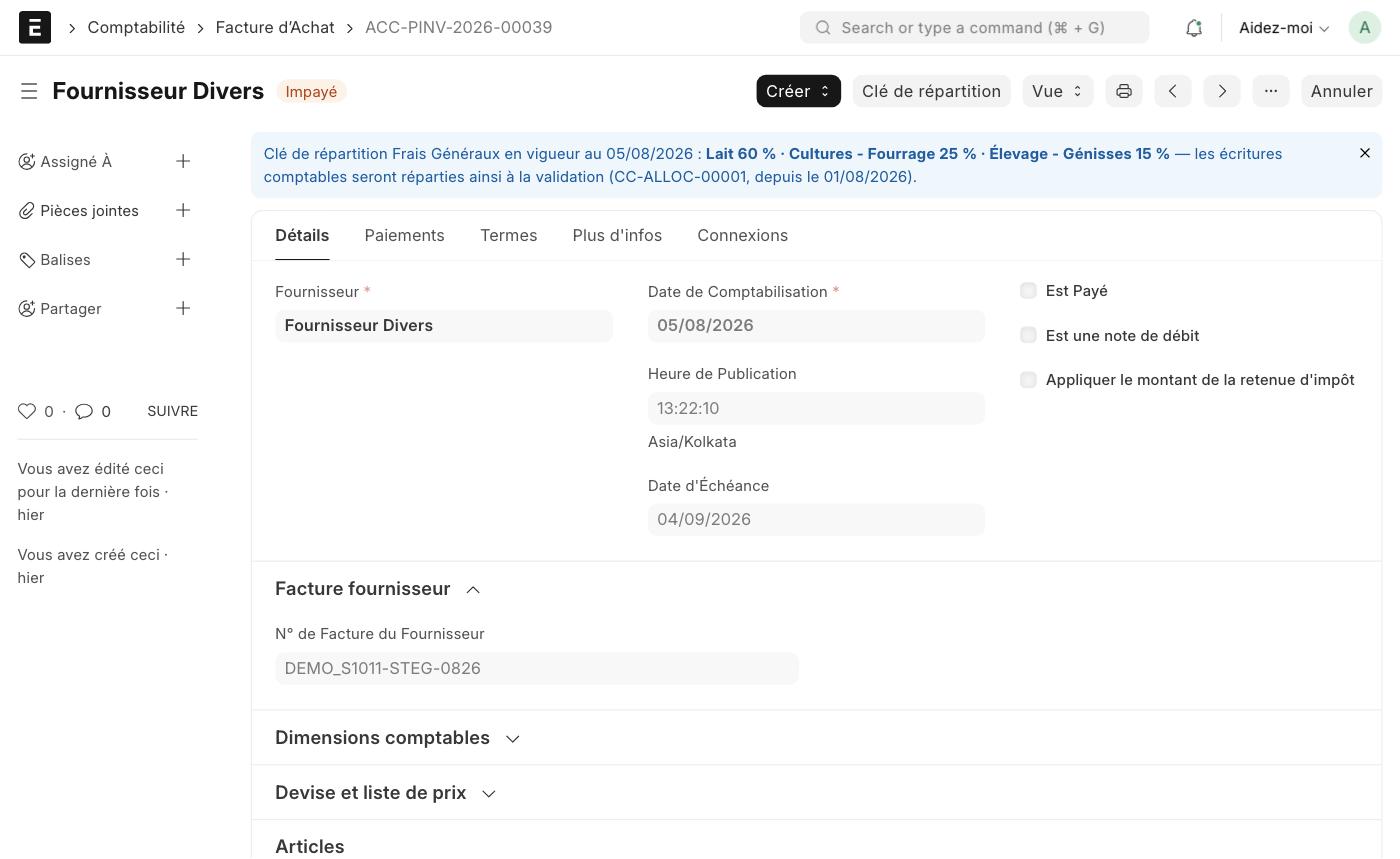 Comptabilité
Facture d’Achat
ACC-PINV-2026-00039
Search or type a command (⌘ + G)
Aidez-moi
A
Fournisseur Divers
Impayé
Créer
Clé de répartition
Vue
Annuler
Assigné À
Pièces jointes
Balises
Partager
0 · 0
SUIVRE
Vous avez édité ceci
pour la dernière fois ·
hier
Vous avez créé ceci ·
hier
Clé de répartition Frais Généraux en vigueur au 05/08/2026 : Lait 60 % · Cultures - Fourrage 25 % · Élevage - Génisses 15 % — les écritures
comptables seront réparties ainsi à la validation (CC-ALLOC-00001, depuis le 01/08/2026).
Détails
Paiements
Termes
Plus d'infos
Connexions
Fournisseur *
Fournisseur Divers
Date de Comptabilisation *
05/08/2026
Heure de Publication
13:22:10
Asia/Kolkata
Date d'Échéance
04/09/2026
Est Payé
Est une note de débit
Appliquer le montant de la retenue d'impôt
Facture fournisseur
N° de Facture du Fournisseur
DEMO_S1011-STEG-0826
Dimensions comptables
Devise et liste de prix
Articles